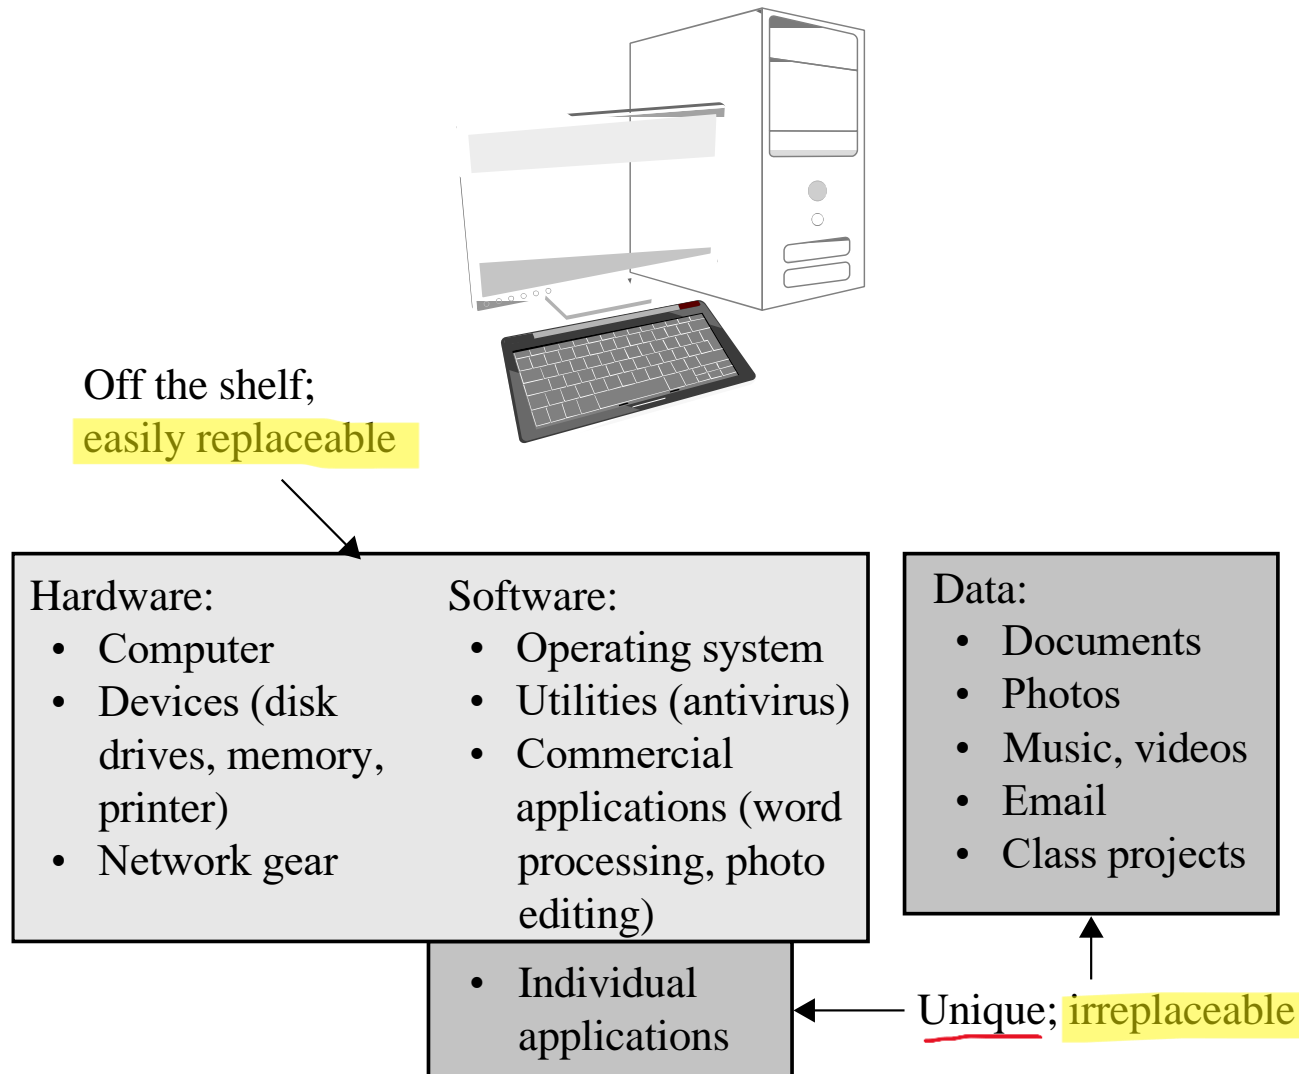 Off the shelf;
easily replaceable
Hardware:
• Computer
• Devices (disk
drives, memory,
printer)
• Network gear
Software:
• Operating system
• Utilities (antivirus)
• Commercial
applications (word
processing, photo
editing)
• Individual
applications
Data:
• Documents
• Photos
• Music, videos
• Email
• Class projects
Unique; irreplaceable